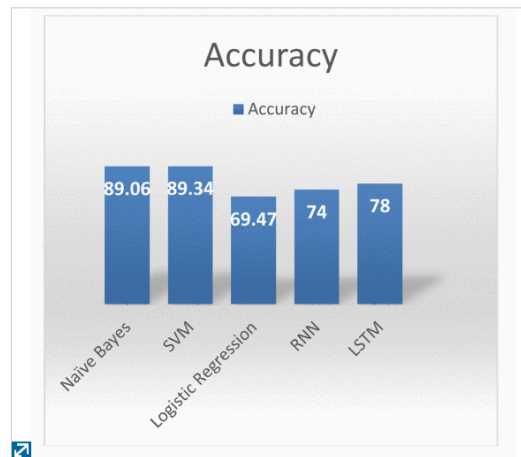 Accuracy
Accuracy
89.06
89.34
69.47
74
78
Naïve Bayes
SVM
Logistic Regression
RNN
LSTM